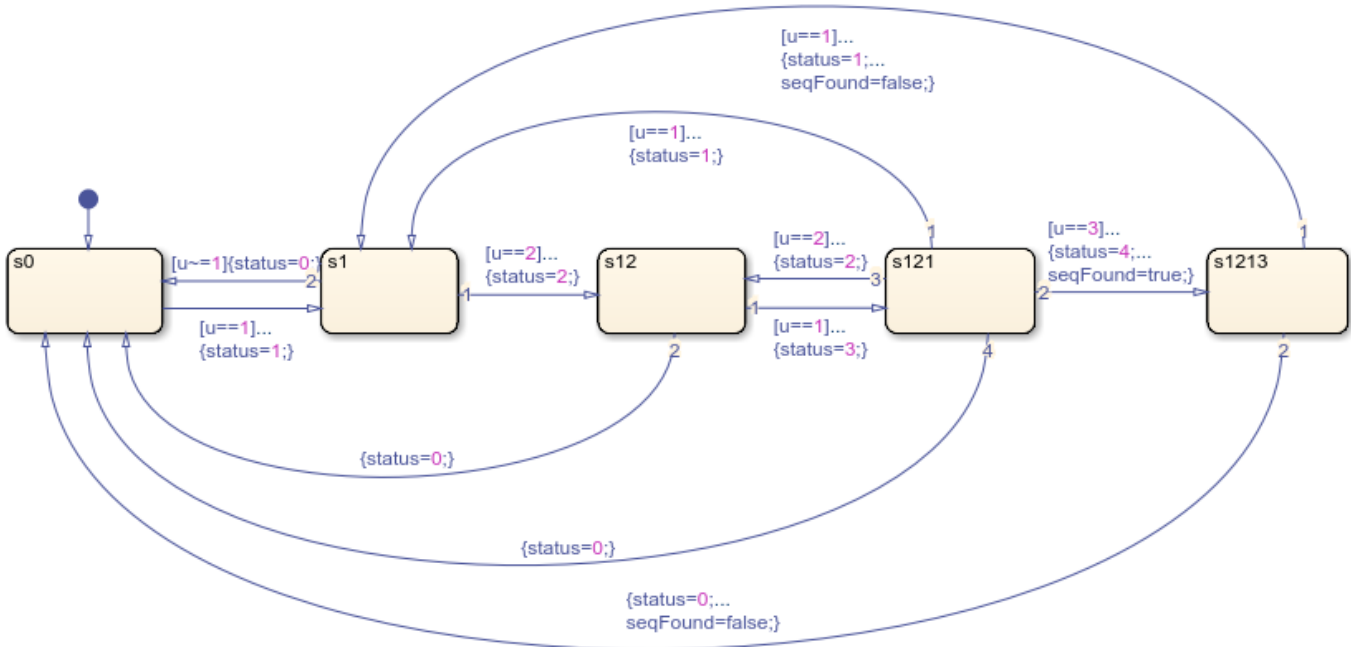 [u==1]...
{status=1;...
seqFound=false;}
1
[u==1]...
{status=1;}
1
s0
[u~=1]{status=0;}
2
[u==1]...
{status=1;}
s1
1
[u==2]...
{status=2;}
s12
1
2
[u==2]...
{status=2;}
3
[u==1]...
{status=3;}
s121
2
4
[u==3]...
{status=4;...
seqFound=true;}
s1213
2
{status=0;}
{status=0;}
{status=0;...
seqFound=false;}